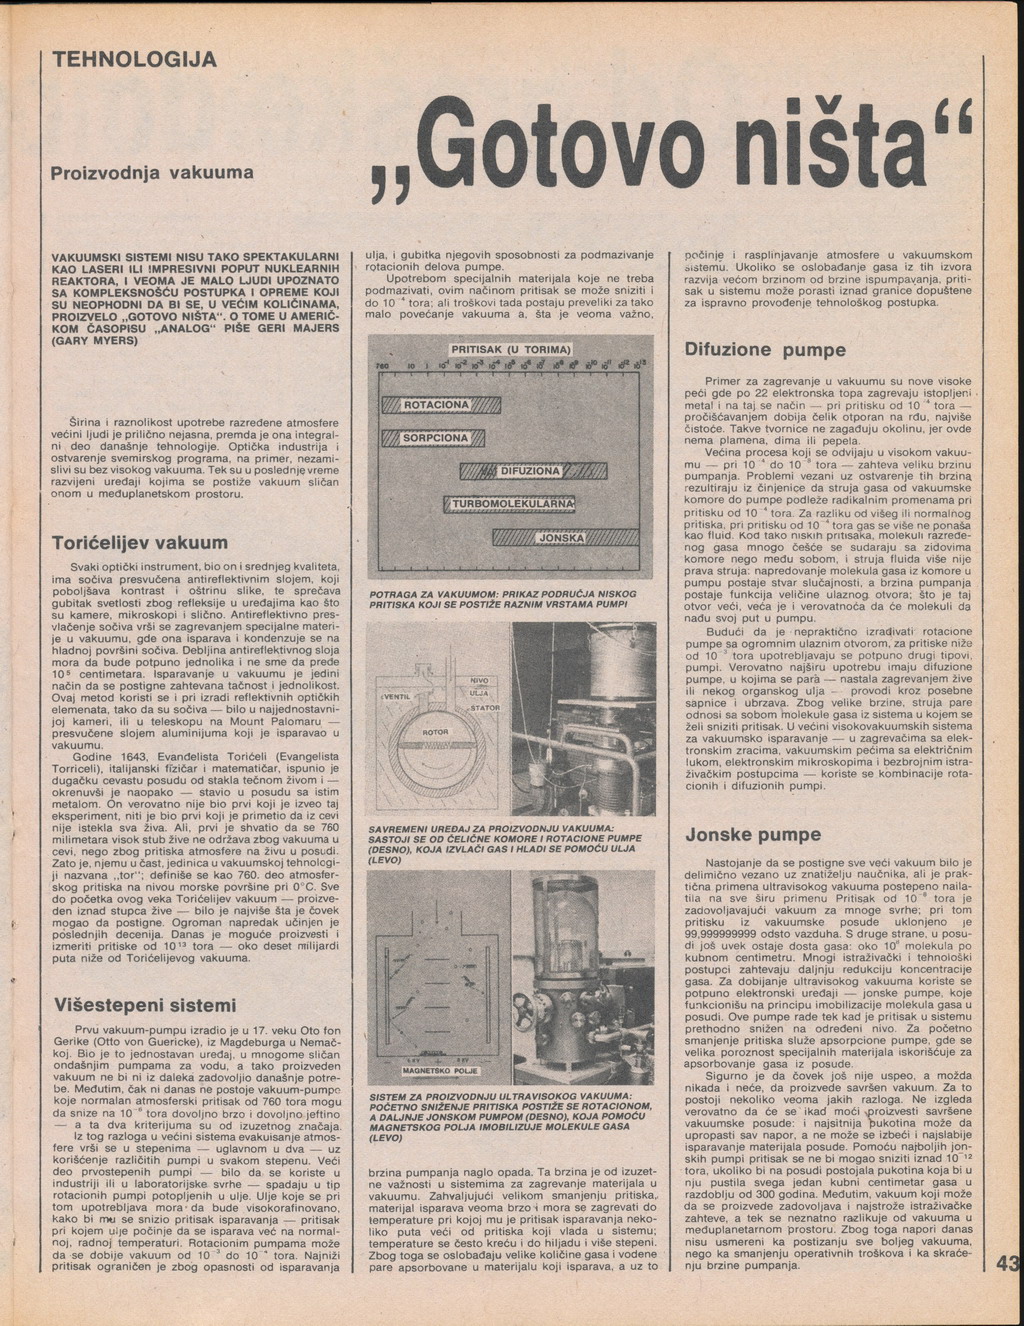 TEHNOLOGIJA
Proizvodnja vakuuma
„Gotovo ništa“
VAKUUMSKI SISTEMI NISU TAKO SPEKTAKULARNI
KAO LASERI ILI IMPRESIVNI POPUT NUKLEARNIH
REAKTORA, I VEOMA JE MALO LJUDI UPOZNATO
SA KOMPLEKSNOŠĆU POSTUPKA I OPREME KOJI
SU NEOPHODNI DA BI SE, U VEĆIM KOLIČINAMA,
PROIZVELO „GOTOVO NIŠTA“. O TOME U AMERIČ-
KOM ČASOPISU „ANALOG“ PIŠE GERI MAJERS
(GARY MYERS)
Širina i raznolikost upotrebe razređene atmosfere
većini ljudi je prilično nejasna, premda je ona integral-
ni deo današnje tehnologije. Optička industrija i
ostvarenje svemirskog programa, na primer, nezami-
slivi su bez visokog vakuuma. Tek su u poslednje vreme
razvijeni uređaji kojima se postiže vakuum sličan
onom u međuplanetskom prostoru.
Torićelijev vakuum
Svaki optički instrument, bio on i srednjeg kvaliteta,
ima sočiva presvučena antireflektivnim slojem, koji
poboljšava kontrast i oštrinu slike, te sprečava
gubitak svetlosti zbog refleksije u uređajima kao što
su kamere, mikroskopi i slično. Antireflektivno pres-
vlačenje sočiva vrši se zagrevanjem specijalne materi-
je u vakuumu, gde ona isparava i kondenzuje se na
hladnoj površini sočiva. Debljina antireflektivnog sloja
mora da bude potpuno jednolika i ne sme da pređe
10⁵ centimetara. Isparavanje u vakuumu je jedini
način da se postigne zahtevana tačnost i jednolikost.
Ovaj metod koristi se i pri izradi reflektivnih optičkih
elemenata, tako da su sočiva — bilo u najjednostavni-
joj kameri, ili u teleskopu na Mount Palomaru —
presvučene slojem aluminijuma koji je isparavao u
vakuumu.
Godine 1643, Evanđelista Torićeli (Evangelista
Torriceli), italijanski fizičar i matematičar, ispunio je
dugačku cevastu posudu od stakla tečnom živom i —
okrenuvši je naopako — stavio u posudu sa istim
metalom. On verovatno nije bio prvi koji je izveo taj
eksperiment, niti je bio prvi koji je primetio da iz cevi
nije istekla sva živa. Ali, prvi je shvatio da se 760
milimetara visok stub žive ne održava zbog vakuuma u
cevi, nego zbog pritiska atmosfere na živu u posudi.
Zato je, njemu u čast, jedinica u vakuumskoj tehnologi-
ji nazvana „tor“; definiše se kao 760. deo atmosfer-
skog pritiska na nivou morske površine pri 0°C. Sve
do početka ovog veka Torićelijev vakuum — proizve-
den iznad stupca žive — bilo je najviše šta je čovek
mogao da postigne. Ogroman napredak učinjen je
poslednjih decenija. Danas je moguće proizvesti i
izmeriti pritiske od 10¹³ tora — oko deset milijardi
puta niže od Torićelijevog vakuuma.
Višestepeni sistemi
Prvu vakuum-pumpu izradio je u 17. veku Oto fon
Gerike (Otto von Guericke), iz Magdeburga u Nemač-
koj. Bio je to jednostavan uređaj, u mnogome sličan
ondašnjim pumpama za vodu, a tako proizveden
vakuum ne bi ni iz daleka zadovoljio današnje potre-
be. Međutim, čak ni danas ne postoje vakuum-pumpe
koje normalan atmosferski pritisak od 760 tora mogu
da snize na 10⁻⁶ tora dovoljno brzo i dovoljno jeftino
— a ta dva kriterijuma su od izuzetnog značaja.
Iz tog razloga u većini sistema evakuisanje atmos-
fere vrši se u stepenima — uglavnom u dva — uz
korišćenje različitih pumpi u svakom stepenu. Veći
deo prvostepenih pumpi — bilo da se koriste u
industriji ili u laboratorijske svrhe — spadaju u tip
rotacionih pumpi potopljenih u ulje. Ulje koje se pri
tom upotrebljava mora da bude visokorafinovano,
kako bi mu se snizio pritisak isparavanja — pritisak
pri kojem ulje počinje da se isparava već na normal-
noj, radnoj temperaturi. Rotacionim pumpama može
da se dobije vakuum od 10⁻³ do 10⁻⁴ tora. Najniži
pritisak ograničen je zbog opasnosti od isparavanja
ulja, i gubitka njegovih sposobnosti za podmazivanje
rotacionih delova pumpe.
Upotrebom specijalnih materijala koje ne treba
podmazivati, ovim načinom pritisak se može sniziti i
do 10⁻⁴ tora; ali troškovi tada postaju preveliki za tako
malo povećanje vakuuma a, šta je veoma važno,
PRITISAK (U TORIMA)
760 10 1
ROTACIONA
SORPCIONA
DIFUZIONA
TURBOMOLEKULARNA
JONSKA
POTRAGA ZA VAKUUMOM: PRIKAZ PODRUČJA NISKOG
PRITISKA KOJI SE POSTIŽE RAZNIM VRSTAMA PUMPI
VENTIL
NIVO
ULJA
STATOR
ROTOR
SAVREMENI UREĐAJ ZA PROIZVODNJU VAKUUMA:
SASTOJI SE OD ČELIČNE KOMORE I ROTACIONE PUMPE
(DESNO), KOJA IZVLAČI GAS I HLADI SE POMOĆU ULJA
(LEVO)
MAGNETSKO POLJE
SISTEM ZA PROIZVODNJU ULTRAVISOKOG VAKUUMA:
POČETNO SNIŽENJE PRITISKA POSTIŽE SE ROTACIONOM,
A DALJNJE JONSKOM PUMPOM (DESNO), KOJA POMOĆU
MAGNETSKOG POLJA IMOBILIZUJE MOLEKULE GASA
(LEVO)
brzina pumpanja naglo opada. Ta brzina je od izuzet-
ne važnosti u sistemima za zagrevanje materijala u
vakuumu. Zahvaljujući velikom smanjenju pritiska,
materijal isparava veoma brzo i mora se zagrevati do
temperature pri kojoj mu je pritisak isparavanja neko-
liko puta veći od pritiska koji vlada u sistemu;
temperature se često kreću i do hiljadu i više stepeni.
Zbog toga se oslobađaju velike količine gasa i vodene
pare apsorbovane u materijalu koji isparava, a uz to
počinje i rasplinjavanje atmosfere u vakuumskom
sistemu. Ukoliko se oslobađanje gasa iz tih izvora
razvija većom brzinom od brzine ispumpavanja, priti-
sak u sistemu može porasti iznad granice dopuštene
za ispravno provođenje tehnološkog postupka.
Difuzione pumpe
Primer za zagrevanje u vakuumu su nove visoke
peći gde po 22 elektronska topa zagrevaju istopljeni
metal i na taj se način — pri pritisku od 10⁻⁴ tora —
pročišćavanjem dobija čelik otporan na rđu, najviše
čistoće. Takve tvornice ne zagađuju okolinu, jer ovde
nema plamena, dima ili pepela.
Većina procesa koji se odvijaju u visokom vakuu-
mu — pri 10⁻⁴ do 10⁻⁸ tora — zahteva veliku brzinu
pumpanja. Problemi vezani uz ostvarenje tih brzina
rezultiraju iz činjenice da struja gasa od vakuumske
komore do pumpe podleže radikalnim promenama pri
pritisku od 10⁻⁴ tora. Za razliku od višeg ili normalnog
pritiska, pri pritisku od 10⁻⁴ tora gas se više ne ponaša
kao fluid. Kod tako niskih pritisaka, molekuli razređe-
nog gasa mnogo češće se sudaraju sa zidovima
komore nego među sobom, i struja fluida više nije
prava struja: napredovanje molekula gasa iz komore u
pumpu postaje stvar slučajnosti, a brzina pumpanja
postaje funkcija veličine ulaznog otvora; što je taj
otvor veći, veća je i verovatnoća da će molekuli da
nađu svoj put u pumpu.
Budući da je nepraktično izrađivati rotacione
pumpe sa ogromnim ulaznim otvorom, za pritiske niže
od 10⁻³ tora upotrebljavaju se potpuno drugi tipovi,
pumpi. Verovatno najširu upotrebu imaju difuzione
pumpe, u kojima se para — nastala zagrevanjem žive
ili nekog organskog ulja — provodi kroz posebne
sapnice i ubrzava. Zbog velike brzine, struja pare
odnosi sa sobom molekule gasa iz sistema u kojem se
želi sniziti pritisak. U većini visokovakuumskih sistema
za vakuumsko isparavanje — u zagrevačima sa elek-
tronskim zracima, vakuumskim pećima sa električnim
lukom, elektronskim mikroskopima i bezbrojnim istra-
živačkim postupcima — koriste se kombinacije rota-
cionih i difuzionih pumpi.
Jonske pumpe
Nastojanje da se postigne sve veći vakuum bilo je
delimično vezano uz znatiželju naučnika, ali je prak-
tična primena ultravisokog vakuuma postepeno naila-
tila na sve širu primenu Pritisak od 10⁻⁸ tora je
zadovoljavajući vakuum za mnoge svrhe; pri tom
pritisku iz vakuumske posude uklonjeno je
99,999999999 odsto vazduha. S druge strane, u posu-
di još uvek ostaje dosta gasa: oko 10⁸ molekula po
kubnom centimetru. Mnogi istraživački i tehnološki
postupci zahtevaju daljnju redukciju koncentracije
gasa. Za dobijanje ultravisokog vakuuma koriste se
potpuno elektronski uređaji — jonske pumpe, koje
funkcionišu na principu imobilizacije molekula gasa u
posudi. Ove pumpe rade tek kad je pritisak u sistemu
prethodno snižen na određeni nivo. Za početno
smanjenje pritiska služe apsorpcione pumpe, gde se
velika poroznost specijalnih materijala iskorišćuje za
apsorbovanje gasa iz posude.
Sigurno je da čovek još nije uspeo, a možda
nikada i neće, da proizvede savršen vakuum. Za to
postoji nekoliko veoma jakih razloga. Ne izgleda
verovatno da će se ikad moći proizvesti savršene
vakuumske posude: i najsitnija pukotina može da
upropasti sav napor, a ne može se izbeći i najslabije
isparavanje materijala posude. Pomoću najboljih jon-
skih pumpi pritisak se ne bi mogao sniziti iznad 10⁻¹²
tora, ukoliko bi na posudi postojala pukotina koja bi u
nju pustila svega jedan kubni centimetar gasa u
razdoblju od 300 godina. Međutim, vakuum koji može
da se proizvede zadovoljava i najstrože istraživačke
zahteve, a tek se neznatno razlikuje od vakuuma u
međuplanetarnom prostoru. Zbog toga napori danas
nisu usmereni ka postizanju sve boljeg vakuuma,
nego ka smanjenju operativnih troškova i ka skraće-
nju brzine pumpanja.
43